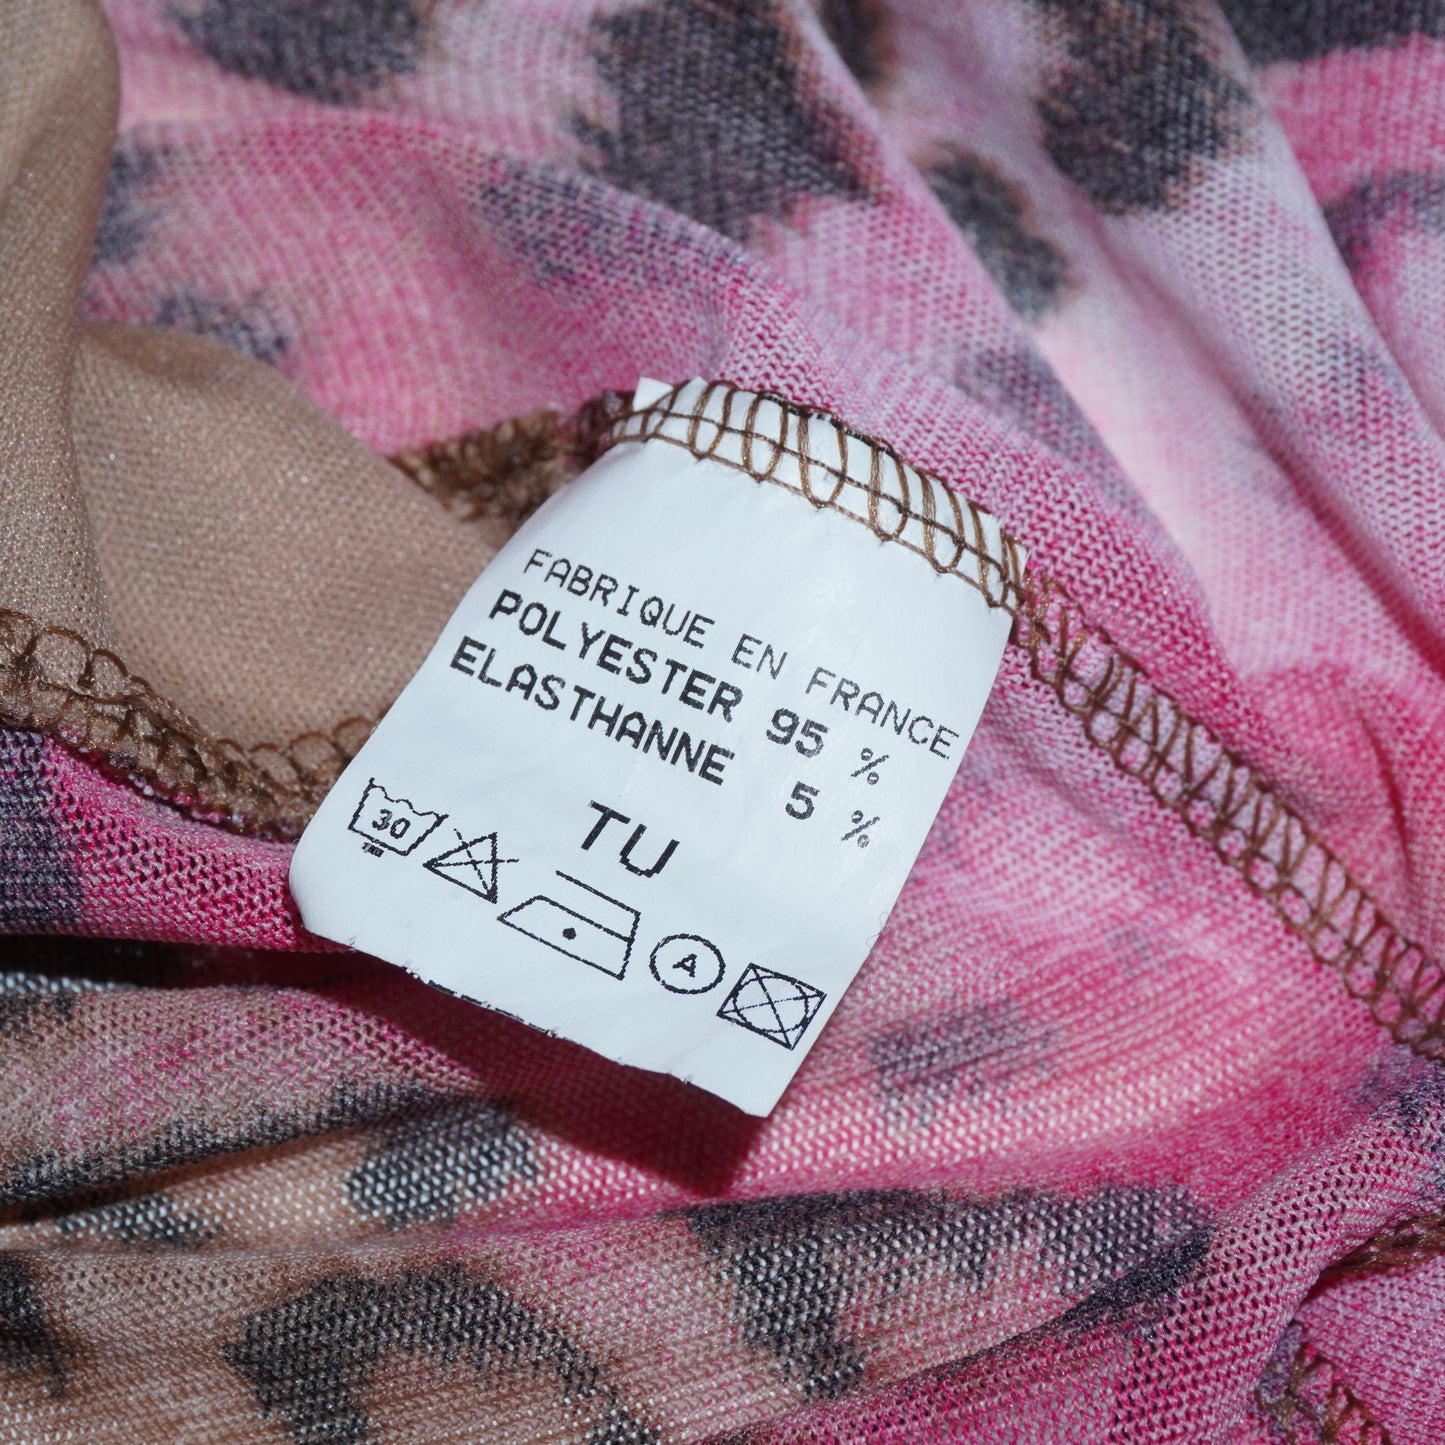 FABRIQUE EN FRANCE
POLYESTER 95 %
ELASTHANNE 5 %
TU
30
A